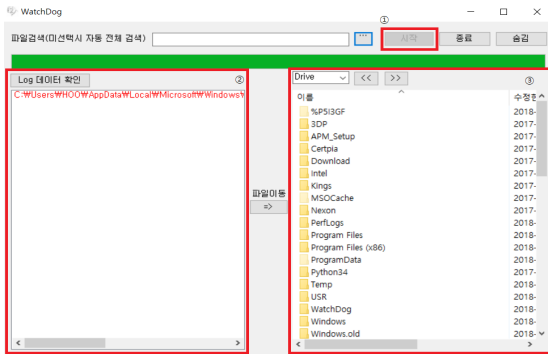 WatchDog
①
파일검색(미선택시 자동 전체 검색)
...
시작
종료
숨김
Log 데이터 확인
②
C:₩Users₩HOO₩AppData₩Local₩Microsoft₩Windows₩
파일이동
=>
Drive
<<
>>
③
이름
수정한
%P5I3GF 2018-
3DP 2017-
APM_Setup 2017-
Certpia 2017-
Download 2018-
Intel 2017-
Kings 2017-
MSOCache 2017-
Nexon 2017-
PerfLogs 2018-
Program Files 2018-
Program Files (x86) 2018-
ProgramData 2018-
Python34 2017-
Temp 2018-
USR 2018-
WatchDog 2018-
Windows 2018-
Windows.old 2018-